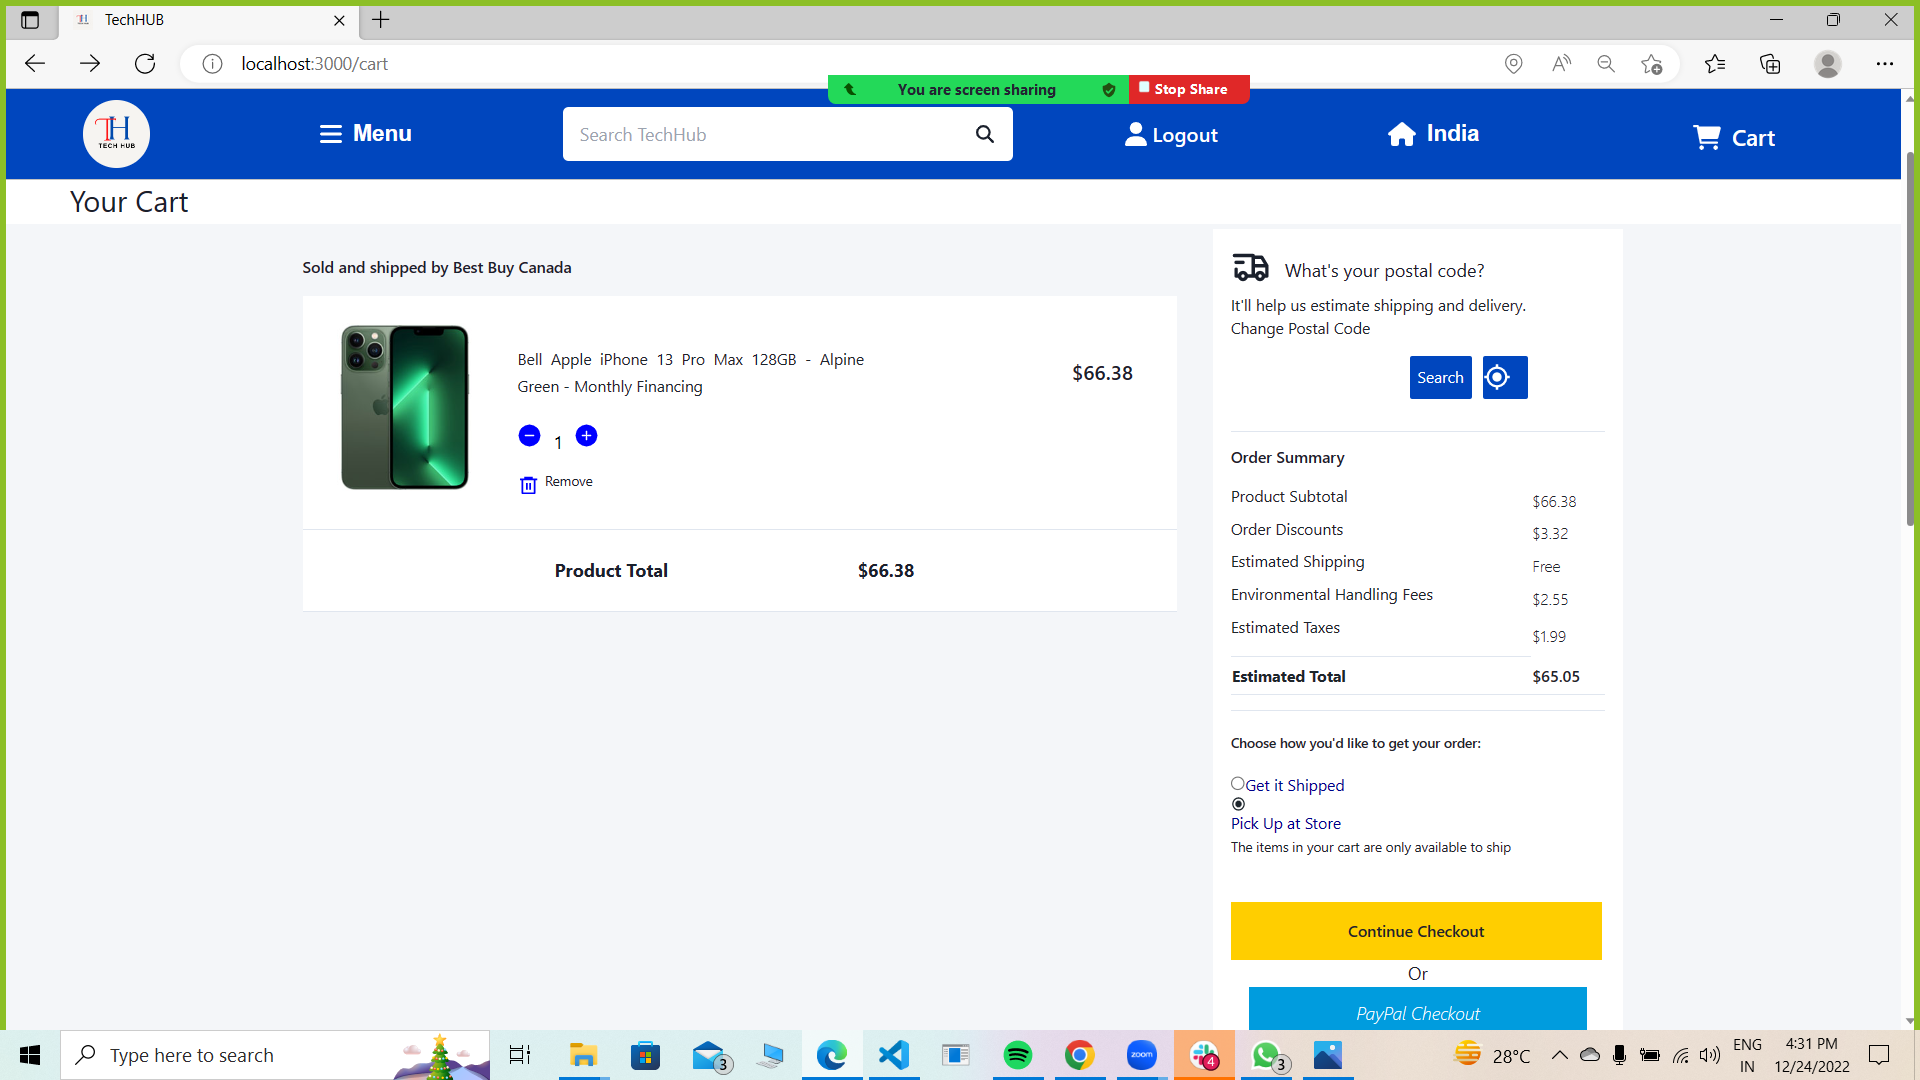 TechHUB
localhost:3000/cart
You are screen sharing
Stop Share
TH
TECH HUB
Menu
Search TechHub
Logout
India
Cart
Your Cart
Sold and shipped by Best Buy Canada
Bell Apple iPhone 13 Pro Max 128GB - Alpine
Green - Monthly Financing
$66.38
1
Remove
Product Total $66.38
What's your postal code?
It'll help us estimate shipping and delivery.
Change Postal Code
Search
Order Summary
Product Subtotal $66.38
Order Discounts $3.32
Estimated Shipping Free
Environmental Handling Fees $2.55
Estimated Taxes $1.99
Estimated Total $65.05
Choose how you'd like to get your order:
Get it Shipped
Pick Up at Store
The items in your cart are only available to ship
Continue Checkout
Or
PayPal Checkout
Type here to search
3
zoom
4
3
28°C
ENG
IN
4:31 PM
12/24/2022